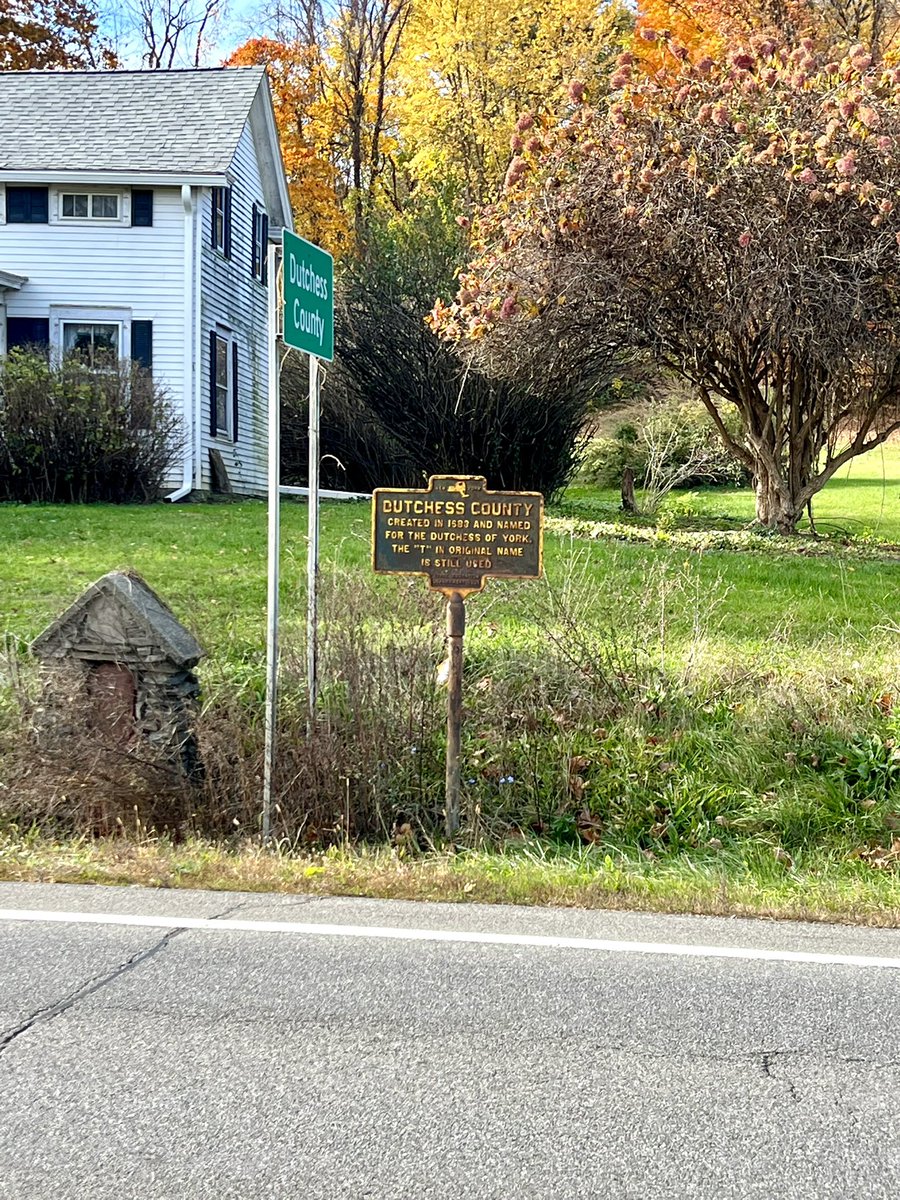 Dutchess
County
DUTCHESS COUNTY
CREATED IN 1683 AND NAMED
FOR THE DUTCHESS OF YORK.
THE "T" IN ORIGINAL NAME
IS STILL USED